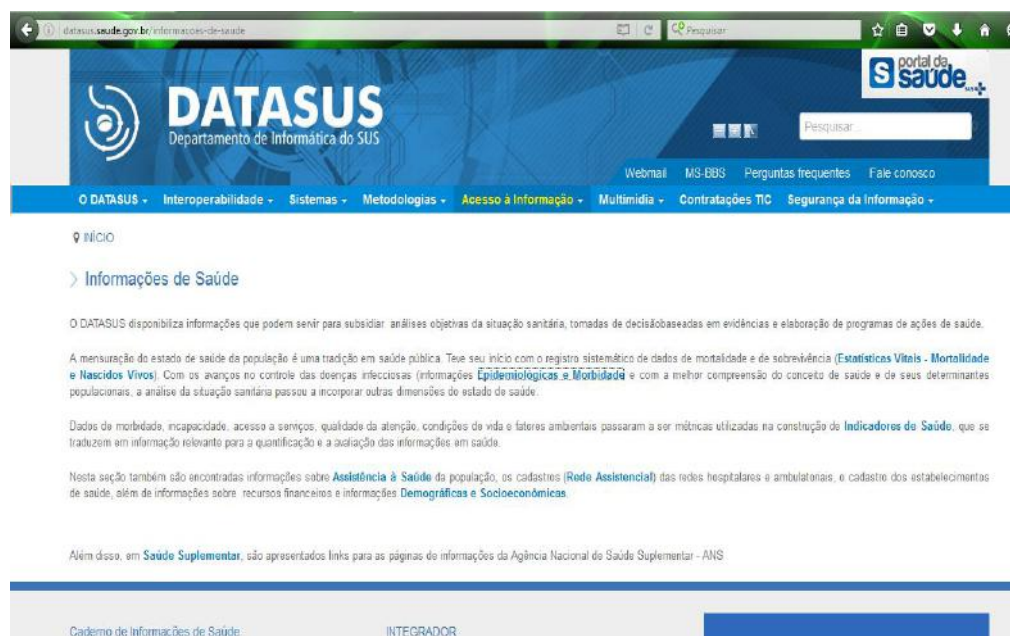 datasus.saude.gov.br/informacoes-de-saude
Pesquisar
portal da
saúde
DATASUS
Departamento de Informática do SUS
Pesquisar...
Webmail MS-BBS Perguntas frequentes Fale conosco
O DATASUS Interoperabilidade Sistemas Metodologias Acesso à Informação Multimidia Contratações TIC Segurança da Informação
INÍCIO
Informações de Saúde
O DATASUS disponibiliza informações que podem servir para subsidiar análises objetivas da situação sanitária, tomadas de decisãobaseadas em evidências e elaboração de programas de ações de saúde.
A mensuração do estado de saúde da população é uma tradição em saúde pública. Teve seu início com o registro sistemático de dados de mortalidade e de sobrevivência (Estatísticas Vitais - Mortalidade
e Nascidos Vivos). Com os avanços no controle das doenças infecciosas (informações Epidemiológicas e Morbidade) e com a melhor compreensão do conceito de saúde e de seus determinantes
populacionais, a análise da situação sanitária passou a incorporar outras dimensões do estado de saúde.
Dados de morbidade, incapacidade, acesso a serviços, qualidade da atenção, condições de vida e fatores ambientais passaram a ser métricas utilizadas na construção de Indicadores de Saúde, que se
traduzem em informação relevante para a quantificação e a avaliação das informações em saúde.
Nesta seção também são encontradas informações sobre Assistência à Saúde da população, os cadastros (Rede Assistencial) das redes hospitalares e ambulatoriais, o cadastro dos estabelecimentos
de saúde, além de informações sobre recursos financeiros e informações Demográficas e Socioeconômicas.
Além disso, em Saúde Suplementar, são apresentados links para as páginas de informações da Agência Nacional de Saúde Suplementar - ANS
Caderno de Informações de Saúde INTEGRADOR